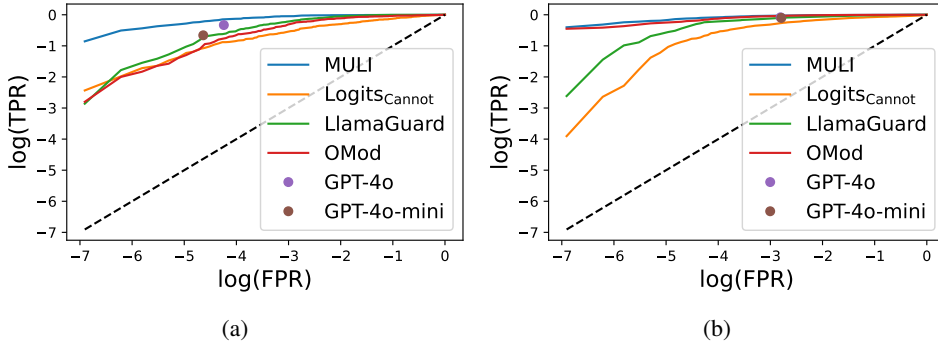 0
−1
−2
−3
−4
−5
−6
−7
log(TPR)
MULI
Logits_Cannot
LlamaGuard
OMod
GPT-4o
GPT-4o-mini
−7 −6 −5 −4 −3 −2 −1 0
log(FPR)
(a)
0
−1
−2
−3
−4
−5
−6
−7
log(TPR)
MULI
Logits_Cannot
LlamaGuard
OMod
GPT-4o
GPT-4o-mini
−7 −6 −5 −4 −3 −2 −1 0
log(FPR)
(b)